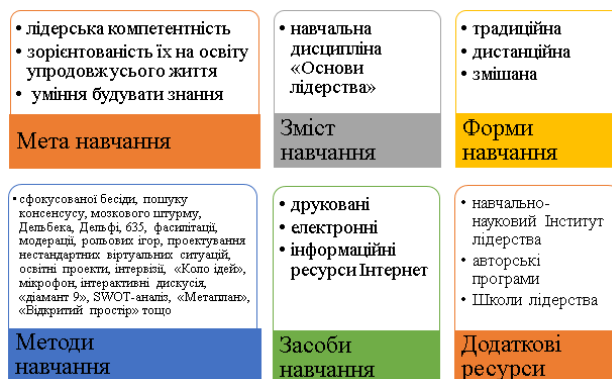 • лідерська компетентність
• зорієнтованість їх на освіту
упродовж усього життя
• уміння будувати знання
Мета навчання
• навчальна
дисципліна
«Основи
лідерства»
Зміст
навчання
• традиційна
• дистанційна
• змішана
Форми
навчання
• сфокусованої бесіди, пошуку
консенсусу, мозкового штурму,
Дельбека, Дельфі, 635, фасилітації,
модерації, рольових ігор, проектування
нестандартних віртуальних ситуацій,
освітні проекти, інтервізії, «Коло ідей»,
мікрофон, інтерактивні дискусія,
«діамант 9», SWOT-аналіз, «Метаплан»,
«Відкритий простір» тощо
Методи
навчання
• друковані
• електронні
• інформаційні
ресурси Інтернет
Засоби
навчання
• навчально-
науковий Інститут
лідерства
• авторські
програми
• Школи лідерства
Додаткові
ресурси